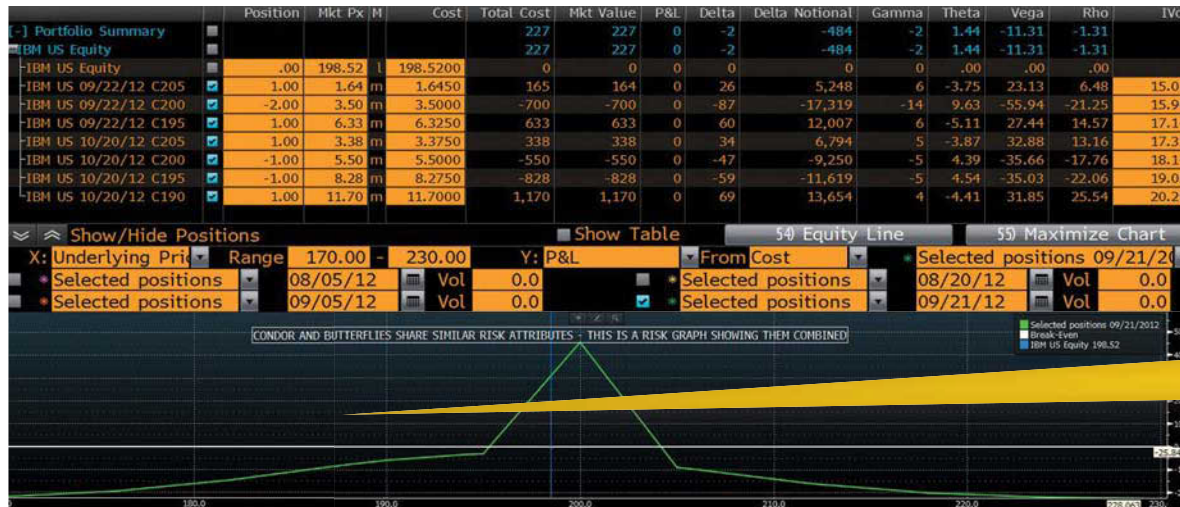 Position Mkt Px M Cost Total Cost Mkt Value P&L Delta Delta Notional Gamma Theta Vega Rho
[-] Portfolio Summary 227 227 0 -2 -484 -2 1.44 -11.31 -1.31
IBM US Equity 227 227 0 -2 -484 -2 1.44 -11.31 -1.31
IBM US Equity .00 198.52 l 198.5200 0 0 0 0 0 0 .00 .00 .00
IBM US 09/22/12 C205 1.00 1.64 m 1.6450 165 164 0 26 5,248 6 -3.75 23.13 6.48 15.0
IBM US 09/22/12 C200 -2.00 3.50 m 3.5000 -700 -700 0 -87 -17,319 -14 9.63 -55.94 -21.25 15.9
IBM US 09/22/12 C195 1.00 6.33 m 6.3250 633 633 0 60 12,007 6 -5.11 27.44 14.57 17.1
IBM US 10/20/12 C205 1.00 3.38 m 3.3750 338 338 0 34 6,794 5 -3.87 32.88 13.16 17.3
IBM US 10/20/12 C200 -1.00 5.50 m 5.5000 -550 -550 0 -47 -9,250 -5 4.39 -35.66 -17.76 18.1
IBM US 10/20/12 C195 -1.00 8.28 m 8.2750 -828 -828 0 -59 -11,619 -5 4.54 -35.03 -22.06 19.0
IBM US 10/20/12 C190 1.00 11.70 m 11.7000 1,170 1,170 0 69 13,654 4 -4.41 31.85 25.54 20.2
Show/Hide Positions Show Table 54) Equity Line 55) Maximize Chart
X: Underlying Pric Range 170.00 - 230.00 Y: P&L From Cost Selected positions 09/21/20
Selected positions 08/05/12 Vol 0.0 Selected positions 08/20/12 Vol 0.0
Selected positions 09/05/12 Vol 0.0 Selected positions 09/21/12 Vol 0.0
CONDOR AND BUTTERFLIES SHARE SIMILAR RISK ATTRIBUTES - THIS IS A RISK GRAPH SHOWING THEM COMBINED
Selected positions 09/21/2012
Break-Even
IBM US Equity 198.52
-25.84
180.0 190.0 200.0 210.0 220.0 228.063 230.